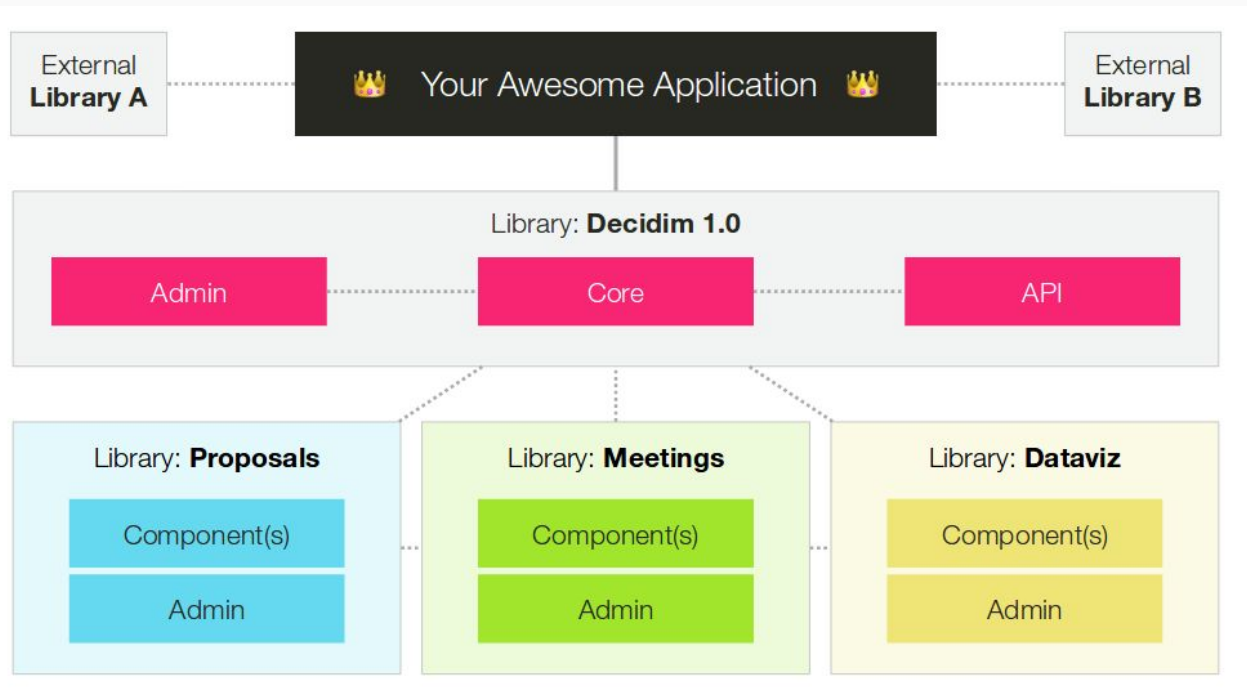 External
Library A
👑 Your Awesome Application 👑
External
Library B
Library: Decidim 1.0
Admin
Core
API
Library: Proposals
Component(s)
Admin
Library: Meetings
Component(s)
Admin
Library: Dataviz
Component(s)
Admin